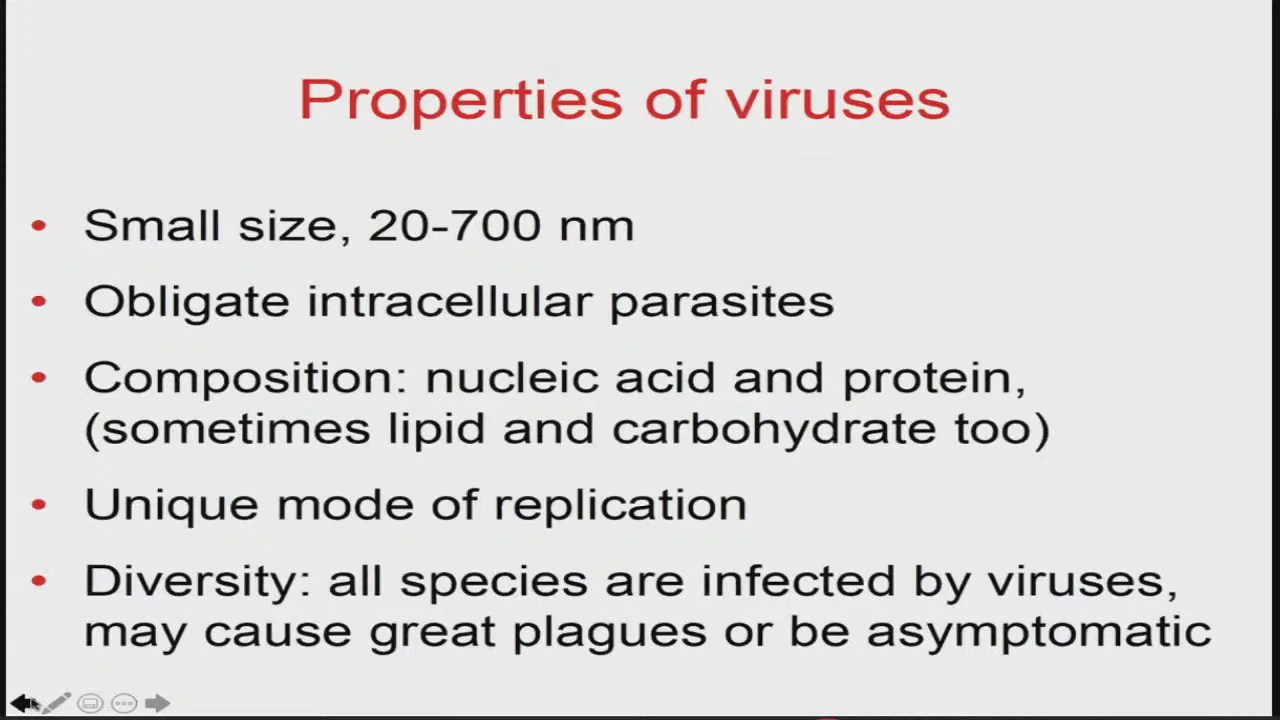 Properties of viruses
• Small size, 20-700 nm
• Obligate intracellular parasites
• Composition: nucleic acid and protein,
(sometimes lipid and carbohydrate too)
• Unique mode of replication
• Diversity: all species are infected by viruses,
may cause great plagues or be asymptomatic